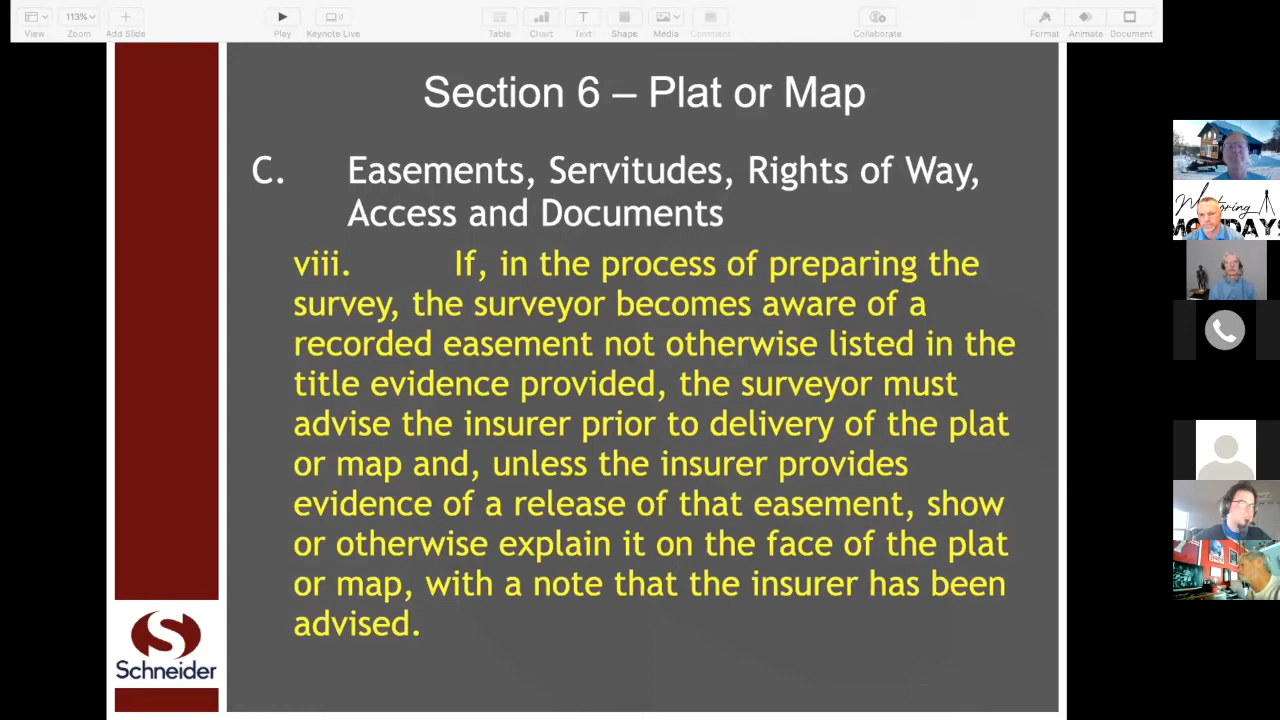 View
Zoom
Add Slide
113%
Play
Keynote Live
Table
Chart
Text
Shape
Media
Comment
Collaborate
Format
Animate
Document
Section 6 – Plat or Map
C. Easements, Servitudes, Rights of Way,
Access and Documents
viii. If, in the process of preparing the
survey, the surveyor becomes aware of a
recorded easement not otherwise listed in the
title evidence provided, the surveyor must
advise the insurer prior to delivery of the plat
or map and, unless the insurer provides
evidence of a release of that easement, show
or otherwise explain it on the face of the plat
or map, with a note that the insurer has been
advised.
S
Schneider
Mentoring
MONDAYS